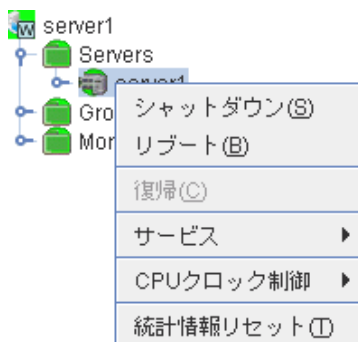 server1
Servers
server1
Gro
Mor
シャットダウン(S)
リブート(B)
復帰(C)
サービス
CPUクロック制御
統計情報リセット(T)